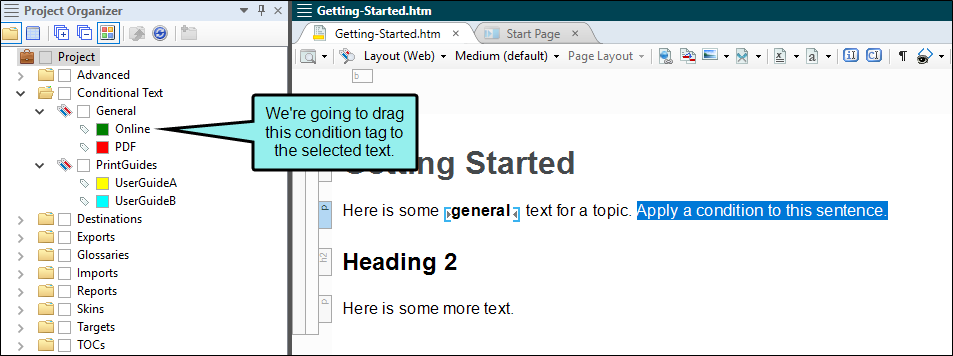 Project Organizer
Project
Advanced
Conditional Text
General
Online
PDF
PrintGuides
UserGuideA
UserGuideB
Destinations
Exports
Glossaries
Imports
Reports
Skins
Targets
TOCs
We're going to drag
this condition tag to
the selected text.
Getting-Started.htm
Getting-Started.htm
Start Page
Layout (Web)
Medium (default)
Page Layout
b
Getting Started
p
Here is some general text for a topic. Apply a condition to this sentence.
h2
Heading 2
p
Here is some more text.